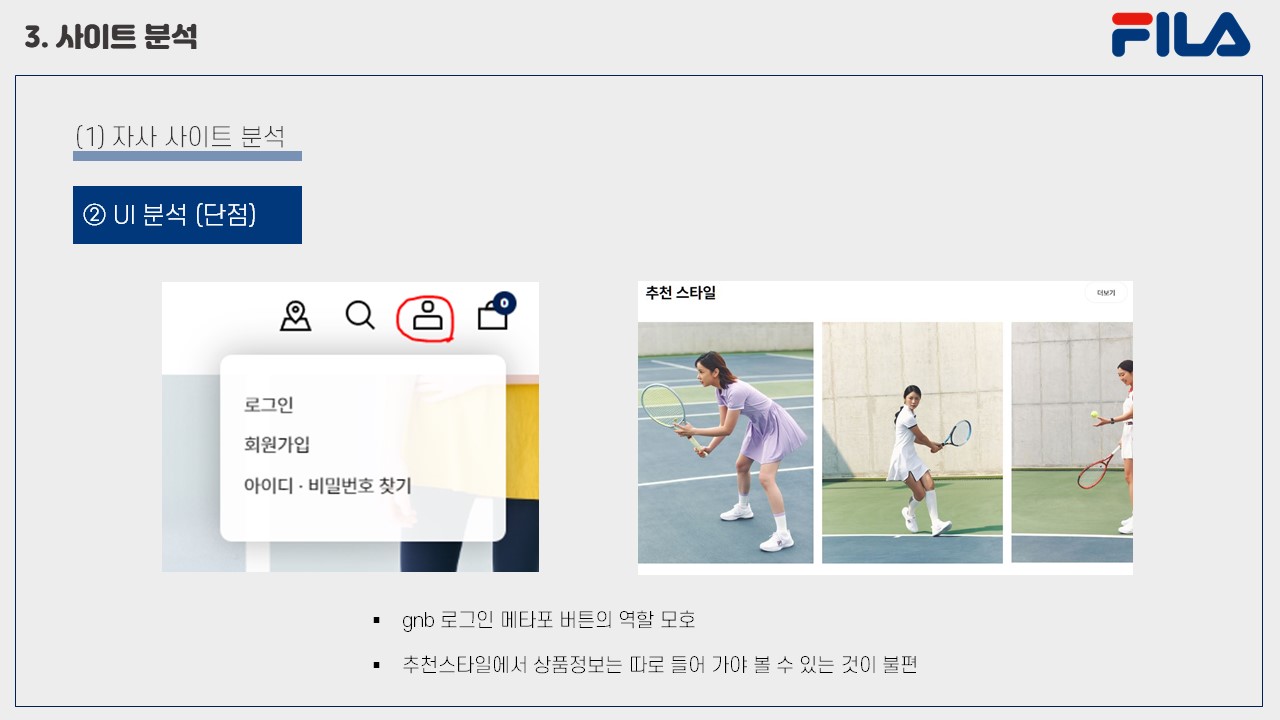 3. 사이트 분석
FILA
(1) 자사 사이트 분석
② UI 분석 (단점)
0
로그인
회원가입
아이디 · 비밀번호 찾기
추천 스타일
더보기
▪ gnb 로그인 메타포 버튼의 역할 모호
▪ 추천스타일에서 상품정보는 따로 들어 가야 볼 수 있는 것이 불편